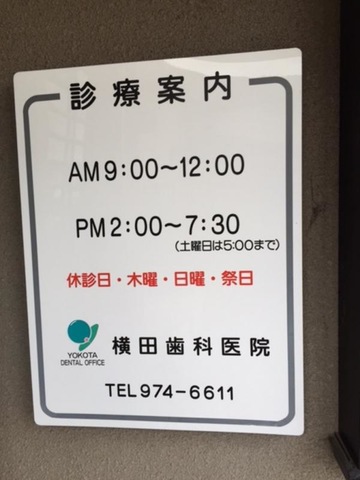 診療案内
AM9:00〜12:00
PM2:00〜7:30
(土曜日は5:00まで)
休診日・木曜・日曜・祭日
YOKOTA
DENTAL OFFICE
横田歯科医院
TEL974-6611